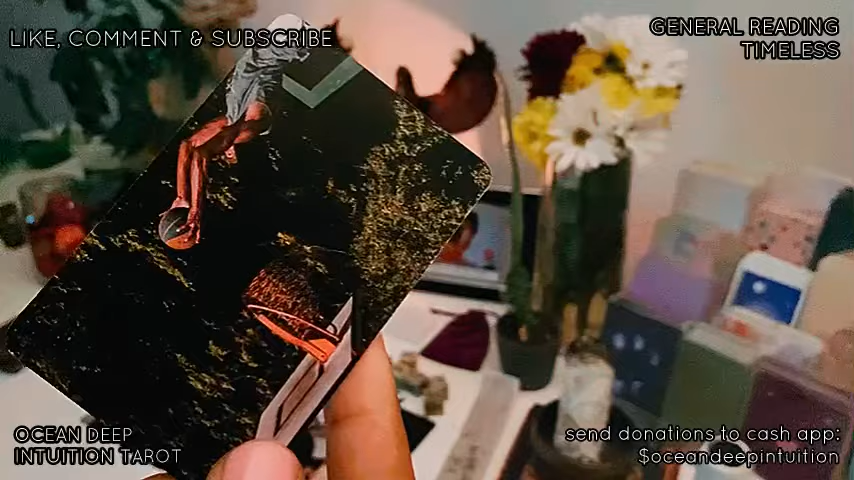 LIKE, COMMENT & SUBSCRIBE
GENERAL READING
TIMELESS
OCEAN DEEP
INTUITION TAROT
send donations to cash app:
$oceandeepintuition